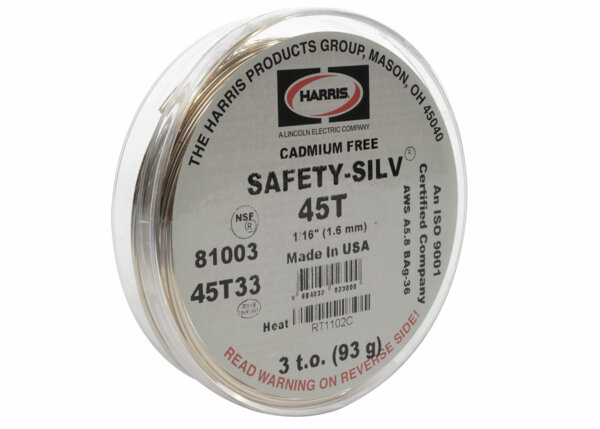 THE HARRIS PRODUCTS GROUP, MASON, OH 45040
HARRIS
A LINCOLN ELECTRIC COMPANY
CADMIUM FREE
SAFETY-SILV®
45T
1/16" (1.6 mm)
Made In USA
NSF
81003
45T33
Heat
RT1102C
3 t.o. (93 g)
An ISO 9001
Certified Company
AWS A5.8 BAg-36
READ WARNING ON REVERSE SIDE!